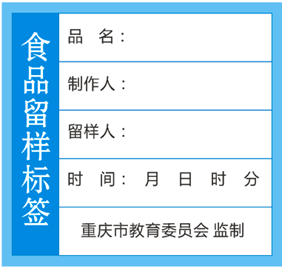 食品留样标签
品 名：
制作人：
留样人：
时 间： 月 日 时 分
重庆市教育委员会 监制